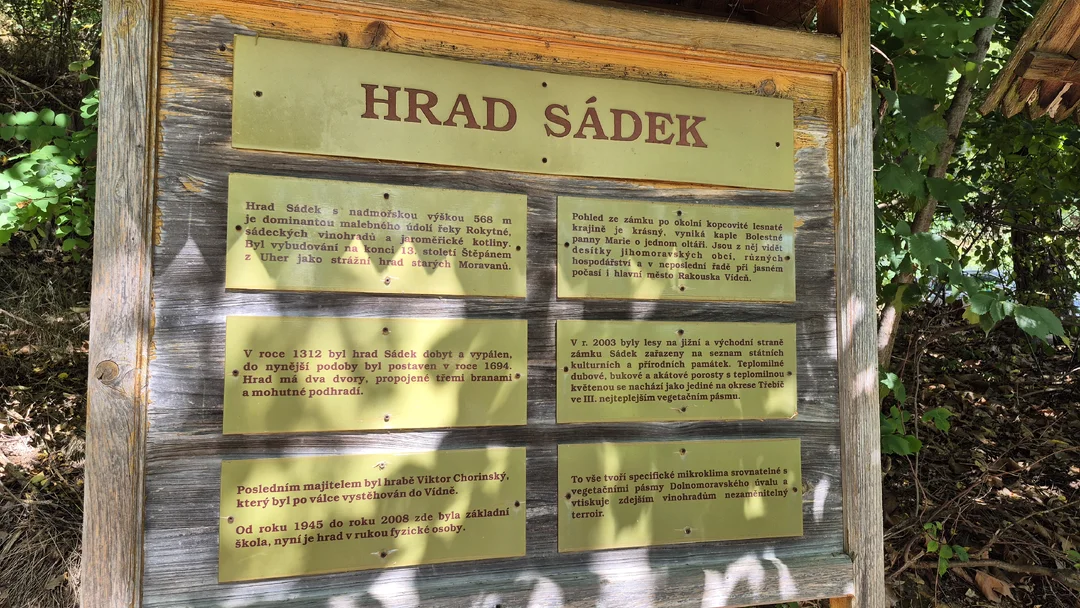 HRAD SÁDEK
Hrad Sádek s nadmořskou výškou 568 m
je dominantou malebného údolí řeky Rokytné,
sádeckých vinohradů a jaroměřické kotliny.
Byl vybudování na konci 13. století Štěpánem
z Uher jako strážní hrad starých Moravanů.
V roce 1312 byl hrad Sádek dobyt a vypálen,
do nynější podoby byl postaven v roce 1694.
Hrad má dva dvory, propojené třemi branami
a mohutné podhradí.
Posledním majitelem byl hrabě Viktor Chorinský,
který byl po válce vystěhován do Vídně.
Od roku 1945 do roku 2008 zde byla základní
škola, nyní je hrad v rukou fyzické osoby.
Pohled ze zámku po okolní kopcovité lesnaté
krajině je krásný, vyniká kaple Bolestné
panny Marie o jednom oltáři. Jsou z něj vidět
desítky jihomoravských obcí, různých
hospodářství a v neposlední řadě při jasném
počasí i hlavní město Rakouska Vídeň.
V r. 2003 byly lesy na jižní a východní straně
zámku Sádek zařazeny na seznam státních
kulturních a přírodních památek. Teplomilné
dubové, bukové a akátové porosty s teplomilnou
květenou se nachází jako jediné na okrese Třebíč
ve III. nejteplejším vegetačním pásmu.
To vše tvoří specifické mikroklima srovnatelné s
vegetačními pásmy Dolnomoravského úvalu a
vtiskuje zdejším vinohradům nezaměnitelný
terroir.